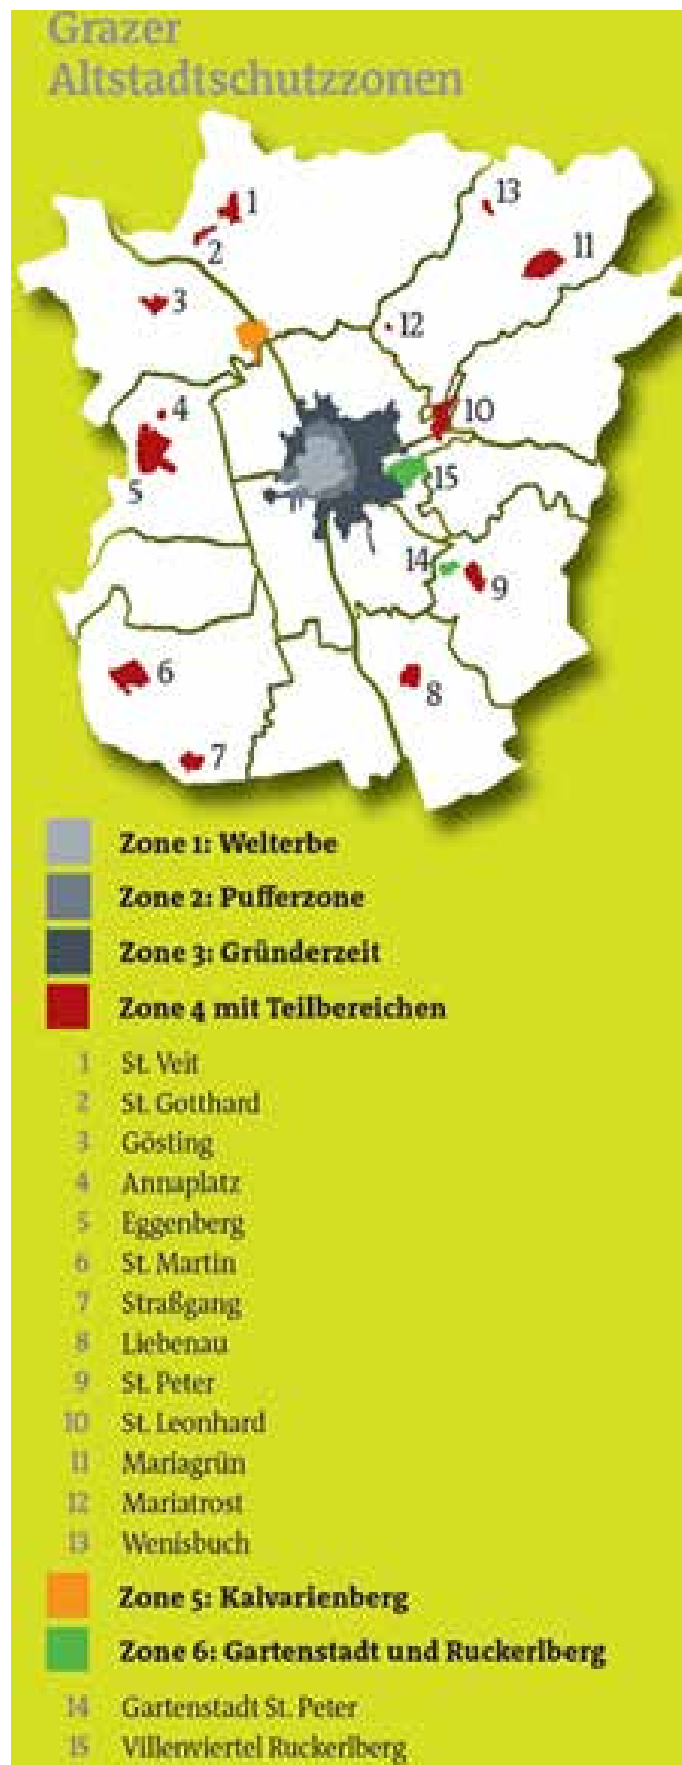 Grazer
Altstadtschutzzonen
1
13
2
11
3
12
4
10
5
15
14
9
6
8
7
Zone 1: Welterbe
Zone 2: Pufferzone
Zone 3: Gründerzeit
Zone 4 mit Teilbereichen
1 St. Veit
2 St. Gotthard
3 Gösting
4 Annaplatz
5 Eggenberg
6 St. Martin
7 Straßgang
8 Liebenau
9 St. Peter
10 St. Leonhard
11 Mariagrün
12 Mariatrost
13 Wenisbuch
Zone 5: Kalvarienberg
Zone 6: Gartenstadt und Ruckerlberg
14 Gartenstadt St. Peter
15 Villenviertel Ruckerlberg